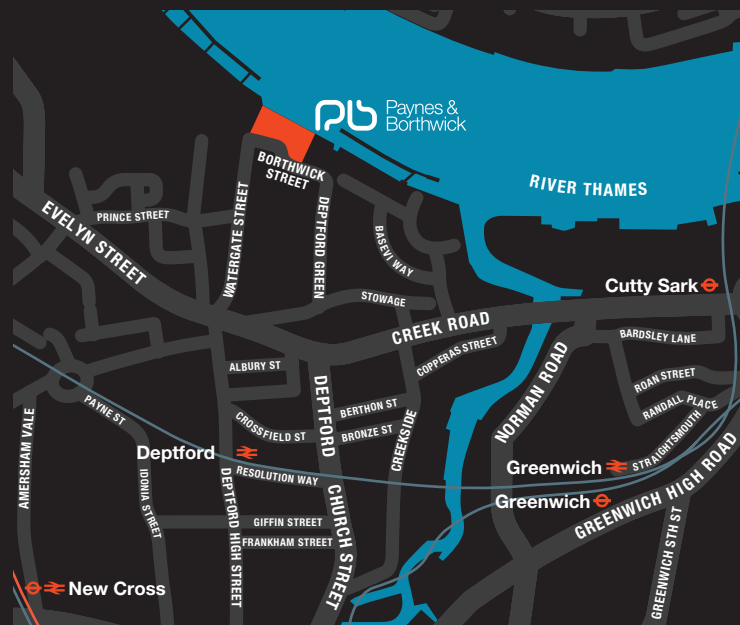 pb
Paynes &
Borthwick
BORTHWICK
STREET
RIVER THAMES
PRINCE STREET
EVELYN STREET
WATERGATE STREET
DEPTFORD GREEN
BASEVI WAY
STOWAGE
Cutty Sark
CREEK ROAD
COPPERAS STREET
BARDSLEY LANE
NORMAN ROAD
ALBURY ST
ROAN STREET
RANDALL PLACE
STRAIGHTSMOUTH
PAYNE ST
AMERSHAM VALE
DEPTFORD
CHURCH STREET
BERTHON ST
CROSSFIELD ST
BRONZE ST
CREEKSIDE
Deptford
RESOLUTION WAY
IDONIA STREET
DEPTFORD HIGH STREET
Greenwich
Greenwich
GREENWICH HIGH ROAD
GIFFIN STREET
FRANKHAM STREET
GREENWICH STH ST
New Cross